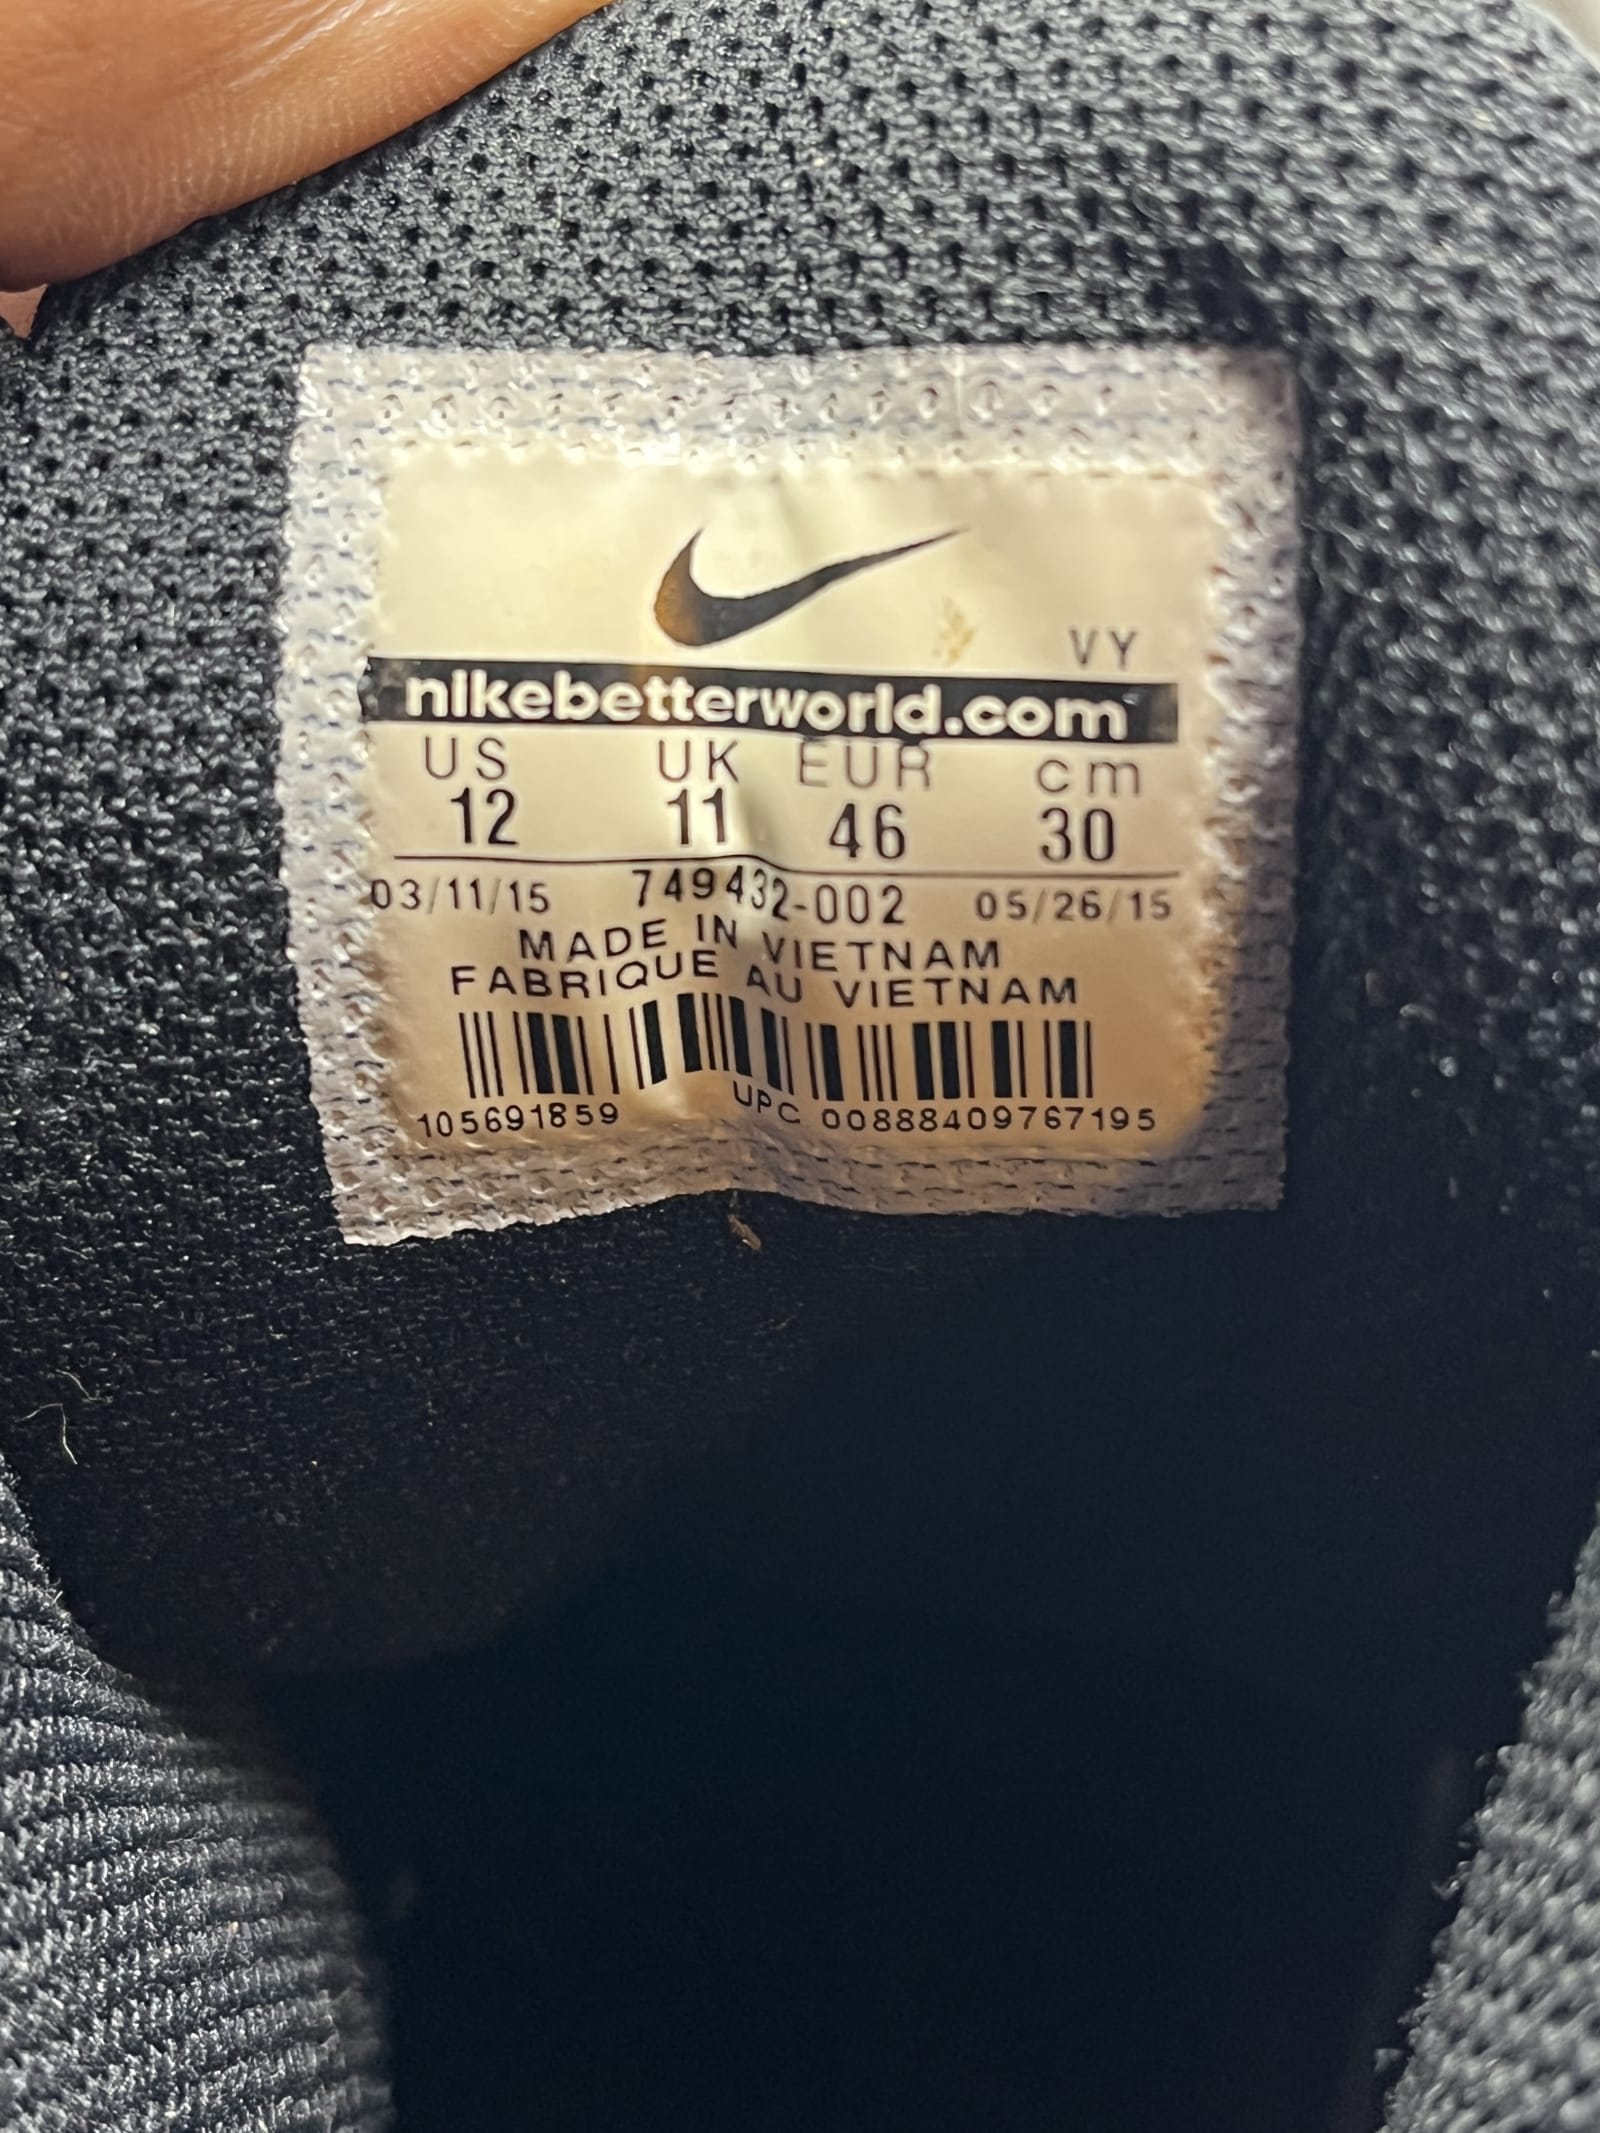 VY
nikebetterworld.com
US UK EUR cm
12 11 46 30
03/11/15 749432-002 05/26/15
MADE IN VIETNAM
FABRIQUE AU VIETNAM
105691859 UPC 00888409767195